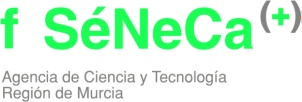 f SéNeCa(+)
Agencia de Ciencia y Tecnología
Región de Murcia